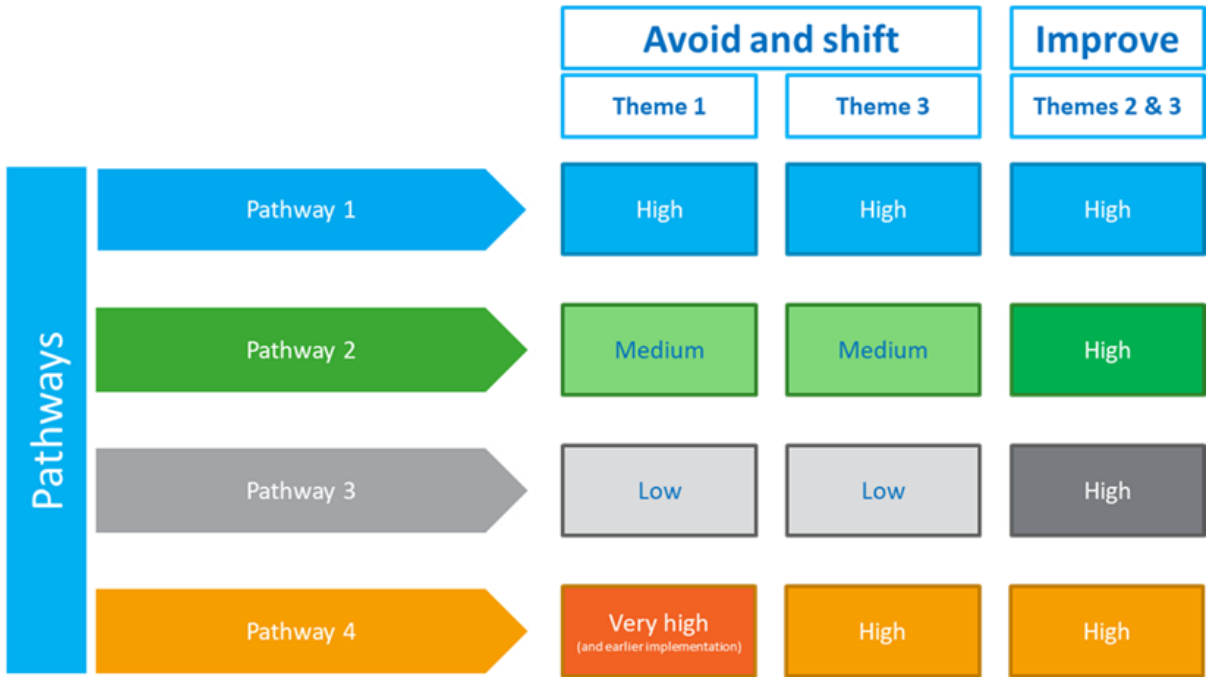 Avoid and shift
Improve
Theme 1
Theme 3
Themes 2 & 3
Pathways
Pathway 1
High
High
High
Pathway 2
Medium
Medium
High
Pathway 3
Low
Low
High
Pathway 4
Very high
(and earlier implementation)
High
High